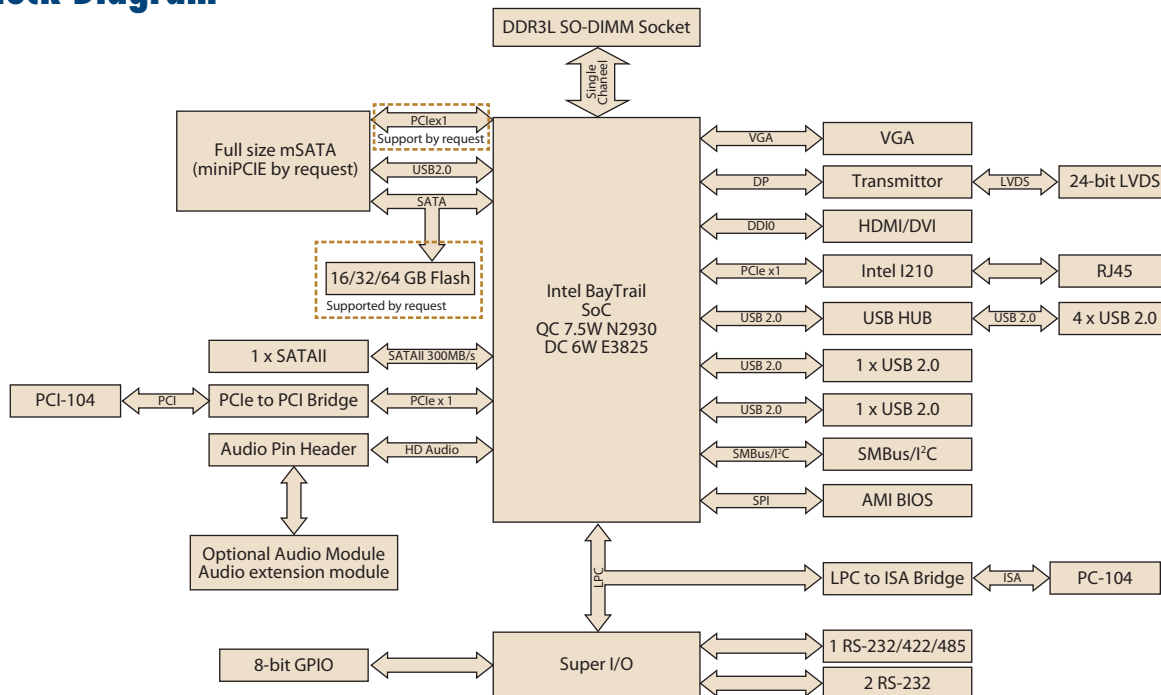 ock Diagram
DDR3L SO-DIMM Socket
Single
Chaneel
PCIex1
Support by request
Full size mSATA
(miniPCIE by request)
USB2.0
SATA
16/32/64 GB Flash
Supported by request
Intel BayTrail
SoC
QC 7.5W N2930
DC 6W E3825
VGA
VGA
DP
Transmittor
LVDS
24-bit LVDS
DDI0
HDMI/DVI
PCIe x1
Intel I210
RJ45
USB 2.0
USB HUB
USB 2.0
4 x USB 2.0
1 x SATAII
SATAII 300MB/s
USB 2.0
1 x USB 2.0
PCI-104
PCI
PCIe to PCI Bridge
PCIe x 1
USB 2.0
1 x USB 2.0
Audio Pin Header
HD Audio
SMBus/I²C
SMBus/I²C
SPI
AMI BIOS
Optional Audio Module
Audio extension module
LPC
LPC to ISA Bridge
ISA
PC-104
8-bit GPIO
Super I/O
1 RS-232/422/485
2 RS-232